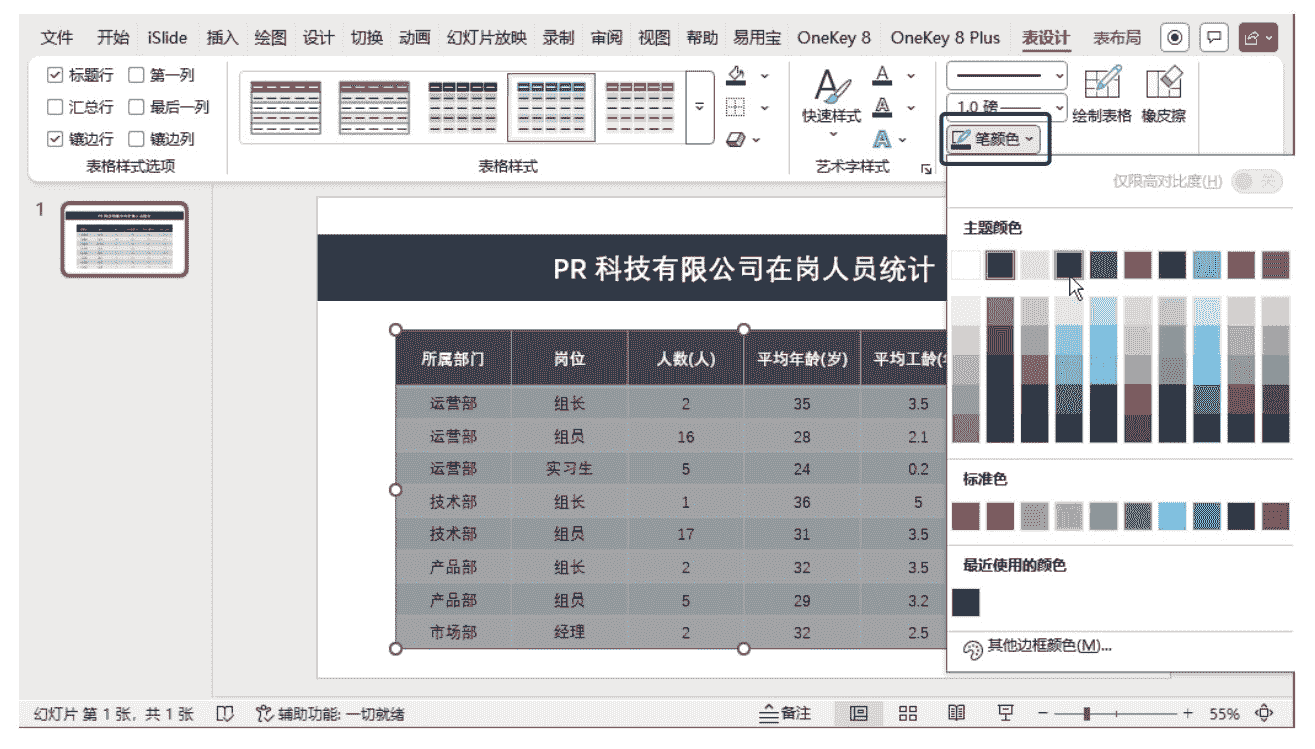 文件 开始 iSlide 插入 绘图 设计 切换 动画 幻灯片放映 录制 审阅 视图 帮助 易用宝 OneKey 8 OneKey 8 Plus 表设计 表布局
标题行 第一列
汇总行 最后一列
镶边行 镶边列
表格样式选项
表格样式
快速样式
艺术字样式
1.0 磅
笔颜色
绘制表格 橡皮擦
仅限高对比度(H) 关
主题颜色
标准色
最近使用的颜色
其他边框颜色(M)...
1
PR 科技有限公司在岗人员统计
所属部门 岗位 人数(人) 平均年龄(岁) 平均工龄(
运营部 组长 2 35 3.5
运营部 组员 16 28 2.1
运营部 实习生 5 24 0.2
技术部 组长 1 36 5
技术部 组员 17 31 3.5
产品部 组长 2 32 3.5
产品部 组员 5 29 3.2
市场部 经理 2 32 2.5
幻灯片 第 1 张，共 1 张 辅助功能: 一切就绪 备注 55%